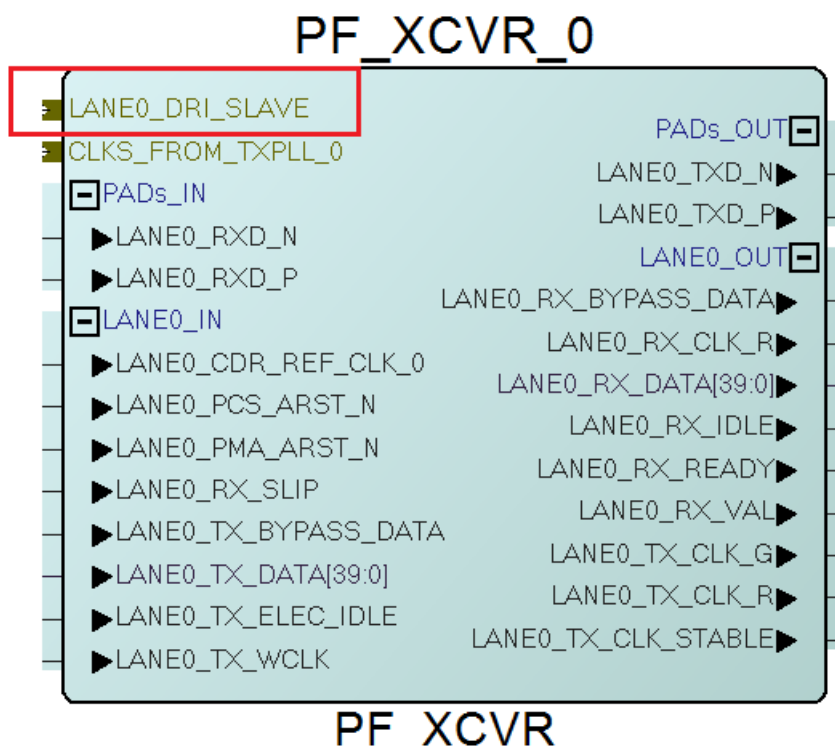 PF_XCVR_0
LANE0_DRI_SLAVE
CLKS_FROM_TXPLL_0
PADs_IN
LANE0_RXD_N
LANE0_RXD_P
LANE0_IN
LANE0_CDR_REF_CLK_0
LANE0_PCS_ARST_N
LANE0_PMA_ARST_N
LANE0_RX_SLIP
LANE0_TX_BYPASS_DATA
LANE0_TX_DATA[39:0]
LANE0_TX_ELEC_IDLE
LANE0_TX_WCLK
PADs_OUT
LANE0_TXD_N
LANE0_TXD_P
LANE0_OUT
LANE0_RX_BYPASS_DATA
LANE0_RX_CLK_R
LANE0_RX_DATA[39:0]
LANE0_RX_IDLE
LANE0_RX_READY
LANE0_RX_VAL
LANE0_TX_CLK_G
LANE0_TX_CLK_R
LANE0_TX_CLK_STABLE
PF_XCVR